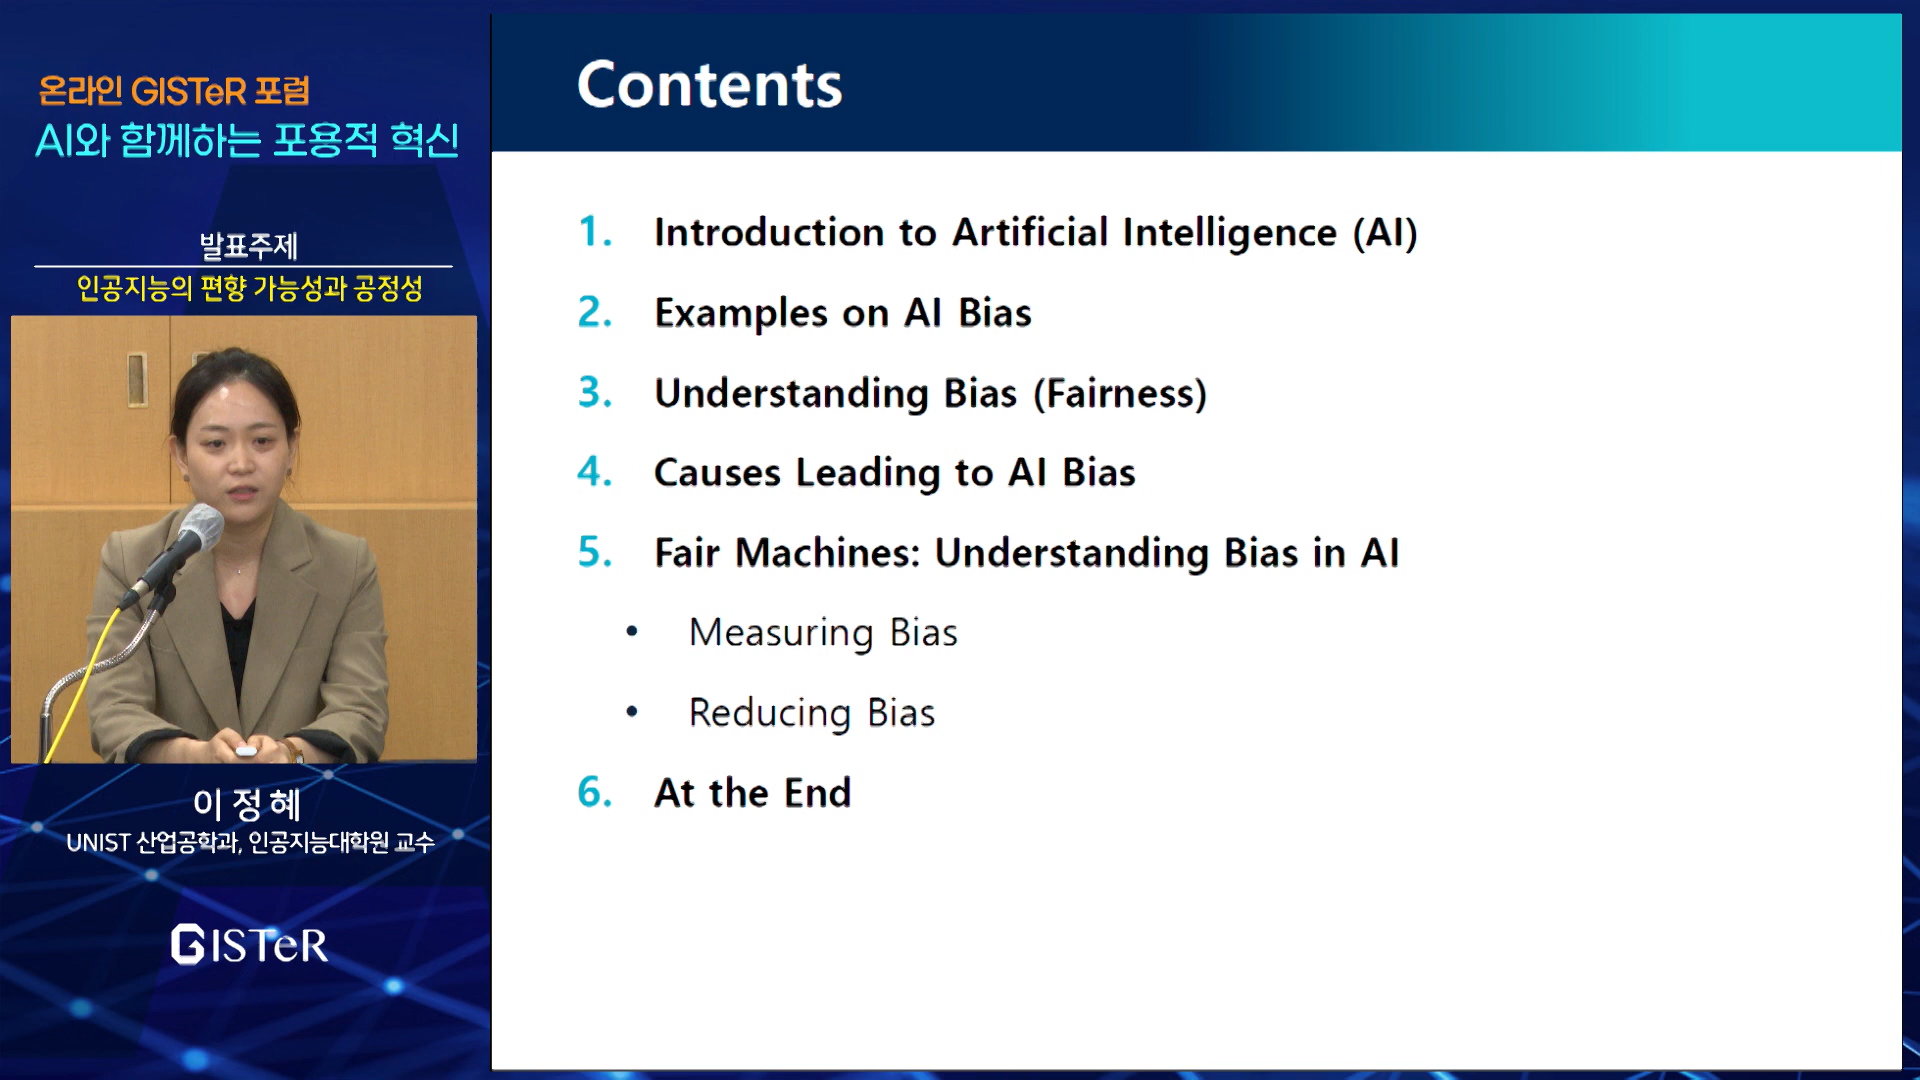 온라인 GISTeR 포럼
AI와 함께하는 포용적 혁신
발표주제
인공지능의 편향 가능성과 공정성
이정혜
UNIST 산업공학과, 인공지능대학원 교수
GISTeR
Contents
1. Introduction to Artificial Intelligence (AI)
2. Examples on AI Bias
3. Understanding Bias (Fairness)
4. Causes Leading to AI Bias
5. Fair Machines: Understanding Bias in AI
• Measuring Bias
• Reducing Bias
6. At the End